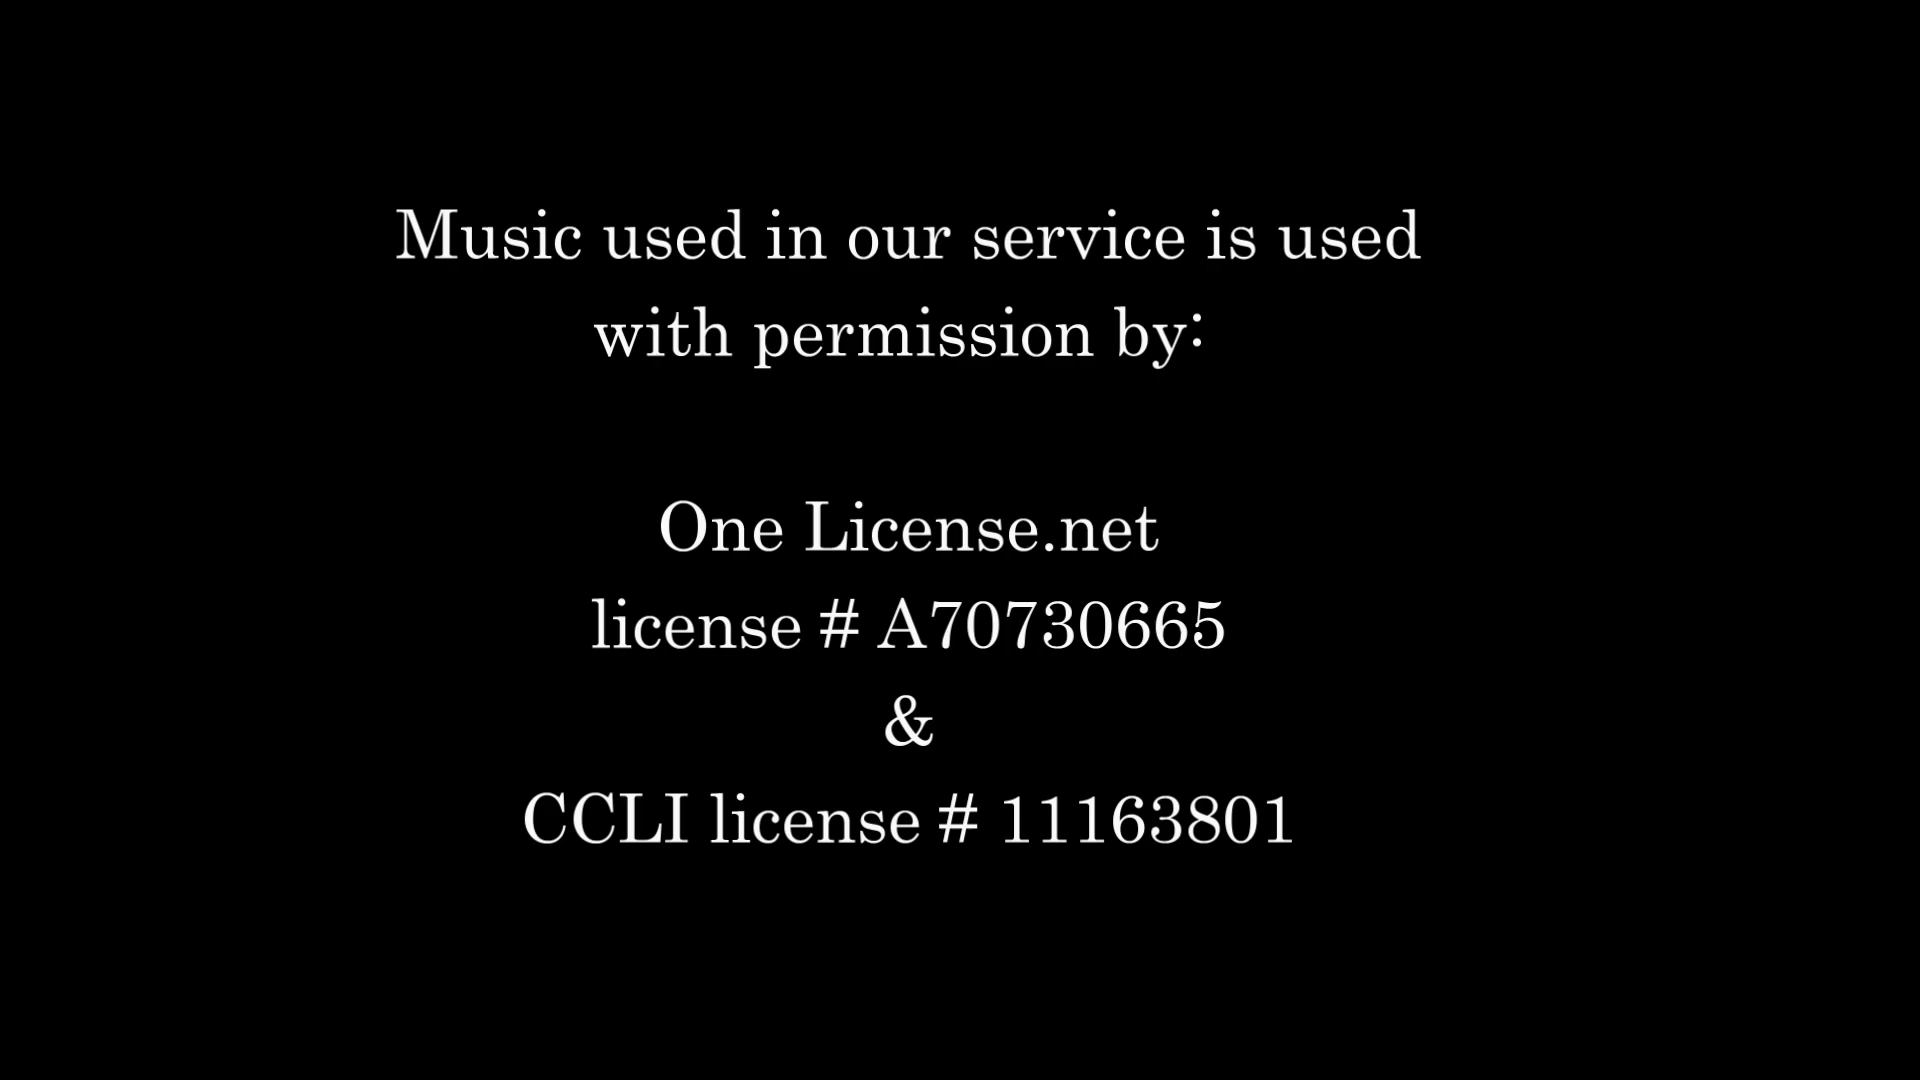 Music used in our service is used
with permission by:
One License.net
license # A70730665
&
CCLI license # 11163801